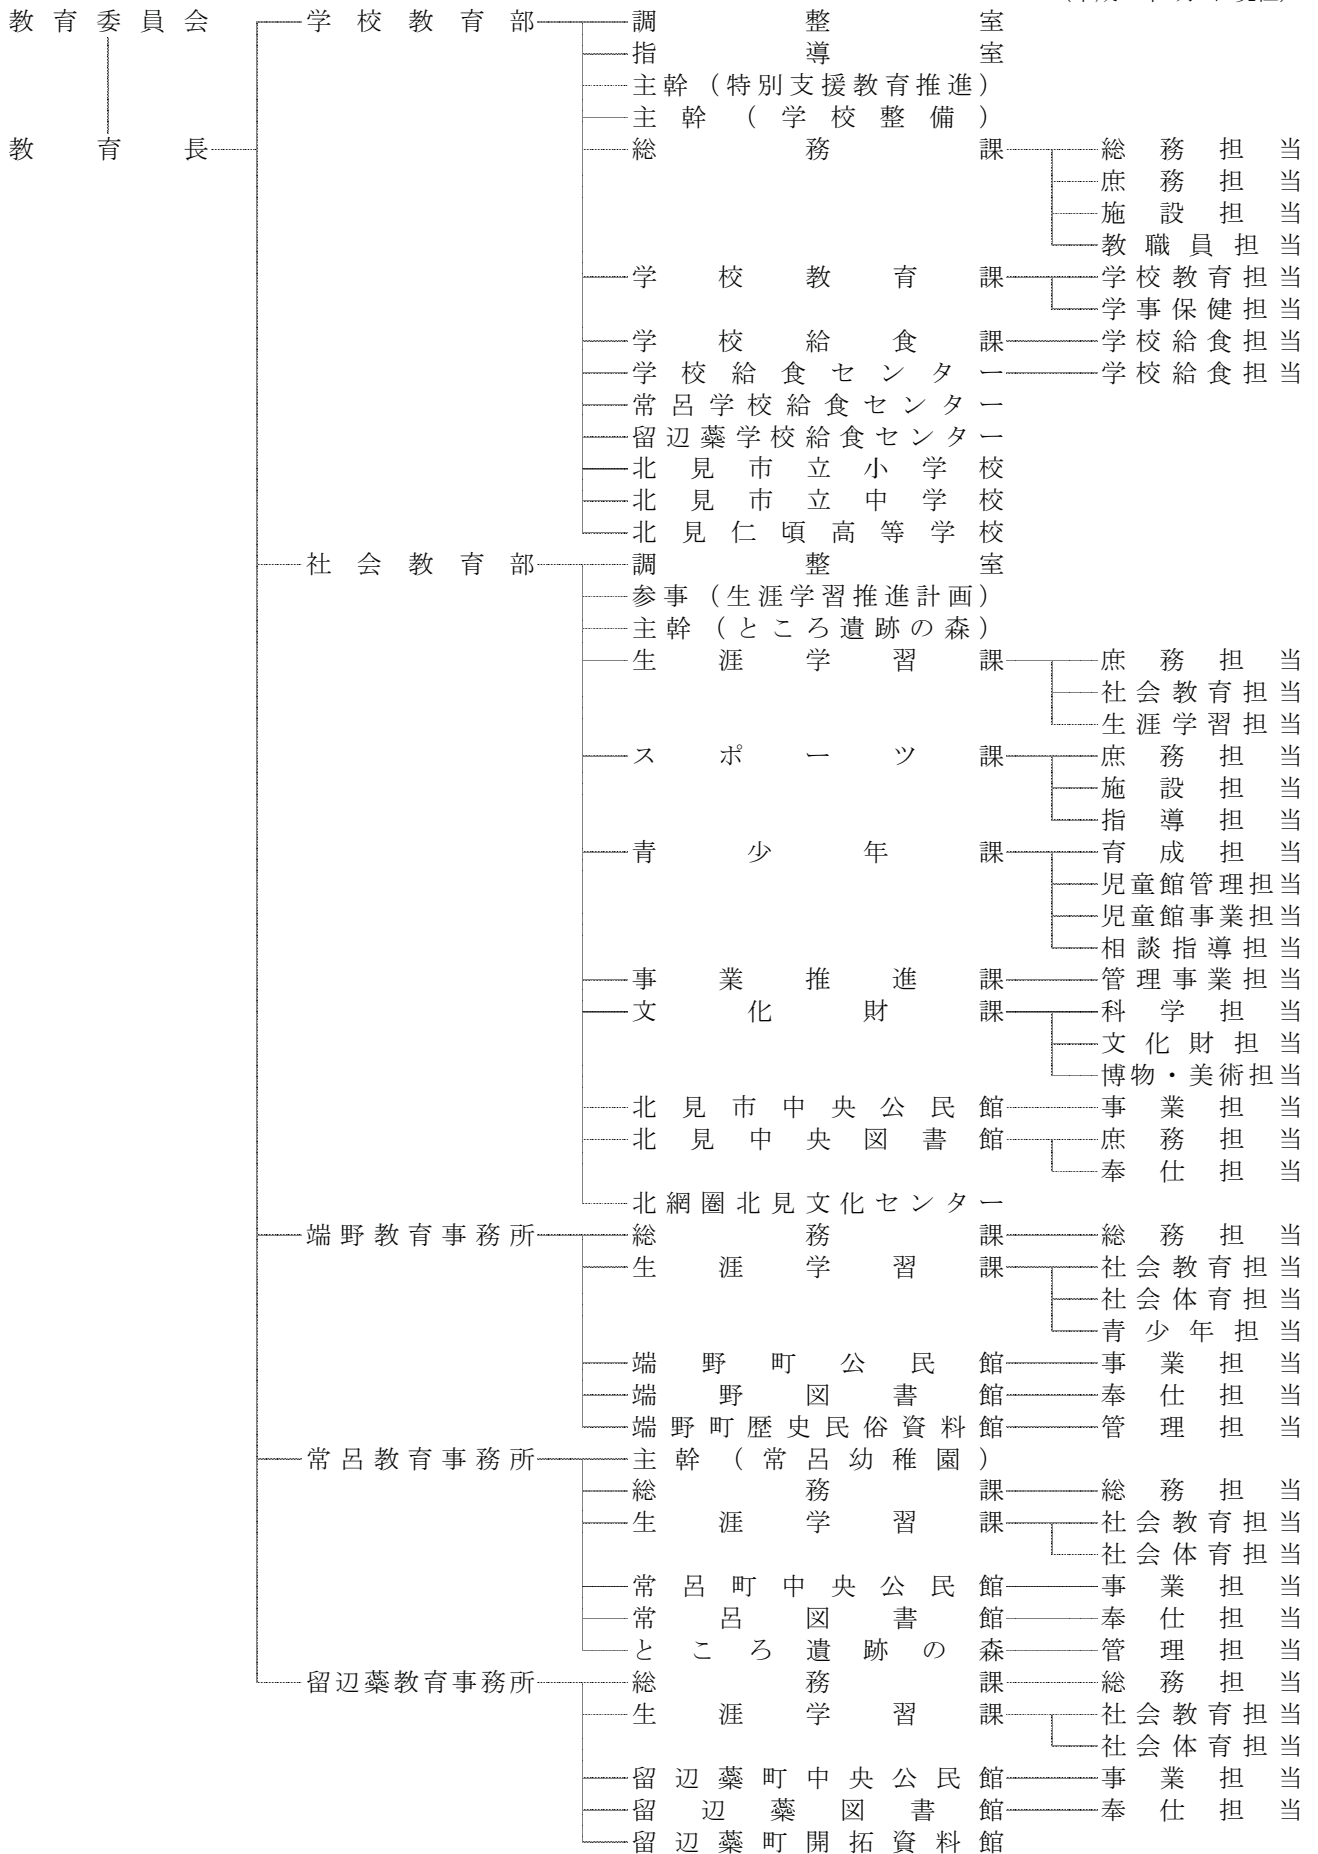 教育委員会 学校教育部 調整室
指導室
主幹（特別支援教育推進）
主幹（学校整備）
教育長 総務課 総務担当
庶務担当
施設担当
教職員担当
学校教育課 学校教育担当
学事保健担当
学校給食課 学校給食担当
学校給食センター 学校給食担当
常呂学校給食センター
留辺蘂学校給食センター
北見市立小学校
北見市立中学校
北見仁頃高等学校
社会教育部 調整室
参事（生涯学習推進計画）
主幹（ところ遺跡の森）
生涯学習課 庶務担当
社会教育担当
生涯学習担当
スポーツ課 庶務担当
施設担当
指導担当
青少年課 育成担当
児童館管理担当
児童館事業担当
相談指導担当
事業推進課 管理事業担当
文化財課 科学担当
文化財担当
博物・美術担当
北見市中央公民館 事業担当
北見中央図書館 庶務担当
奉仕担当
北網圏北見文化センター
端野教育事務所 総務課 総務担当
生涯学習課 社会教育担当
社会体育担当
青少年担当
端野町公民館 事業担当
端野図書館 奉仕担当
端野町歴史民俗資料館 管理担当
常呂教育事務所 主幹（常呂幼稚園）
総務課 総務担当
生涯学習課 社会教育担当
社会体育担当
常呂町中央公民館 事業担当
常呂図書館 奉仕担当
ところ遺跡の森 管理担当
留辺蘂教育事務所 総務課 総務担当
生涯学習課 社会教育担当
社会体育担当
留辺蘂町中央公民館 事業担当
留辺蘂図書館 奉仕担当
留辺蘂町開拓資料館